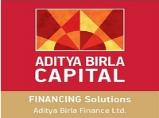 ADITYA BIRLA
CAPITAL
FINANCING Solutions
Aditya Birla Finance Ltd.